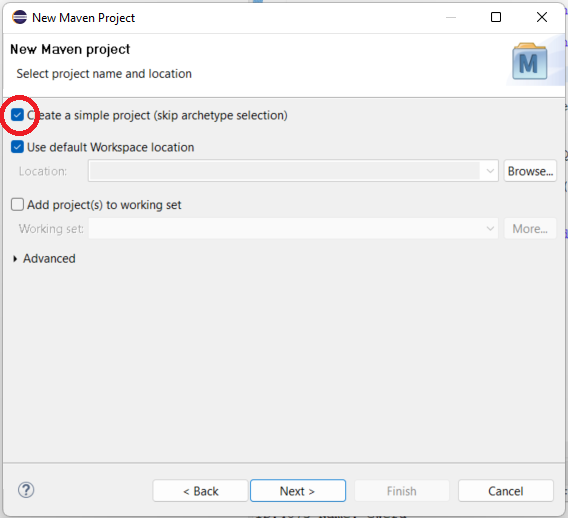 New Maven Project
New Maven project
Select project name and location
M
Create a simple project (skip archetype selection)
Use default Workspace location
Location:
Browse...
Add project(s) to working set
Working set:
More...
Advanced
?
< Back
Next >
Finish
Cancel